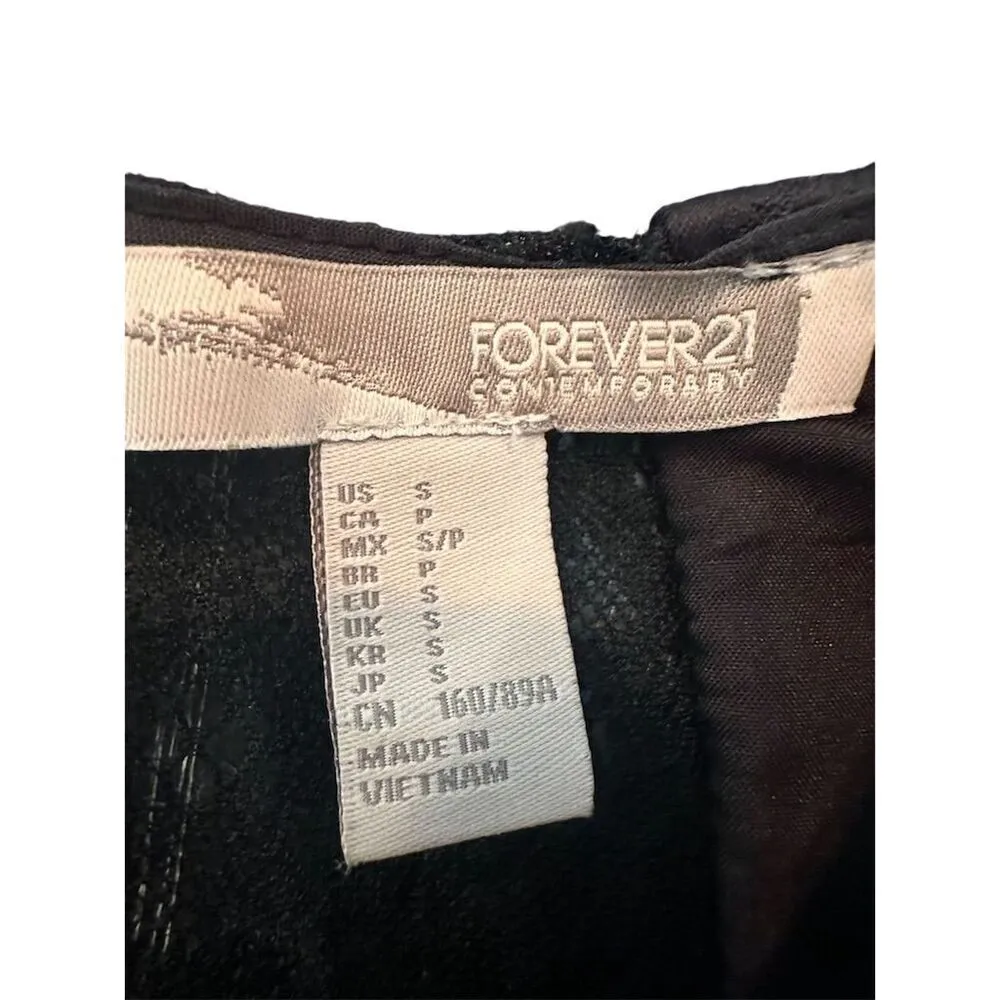 FOREVER21
CONTEMPORARY
US S
CA P
MX S/P
BR P
EU S
UK S
KR S
JP S
CN 160/89A
MADE IN
VIETNAM